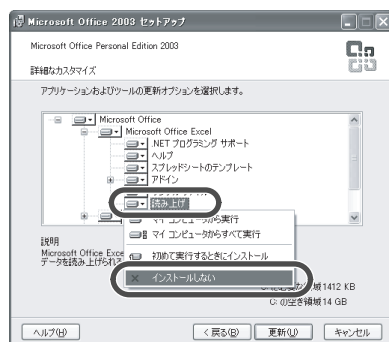 Microsoft Office 2003 セットアップ
Microsoft Office Personal Edition 2003
詳細なカスタマイズ
アプリケーションおよびツールの更新オプションを選択します。
Microsoft Office
Microsoft Office Excel
.NET プログラミング サポート
ヘルプ
スプレッドシートのテンプレート
アドイン
読み上げ
マイ コンピュータから実行
マイ コンピュータからすべて実行
初めて実行するときにインストール
インストールしない
説明
Microsoft Office Exce
データを読み上げられる
領域 1412 KB
C: の空き領域 14 GB
ヘルプ(H)
< 戻る(B)
更新(U)
キャンセル